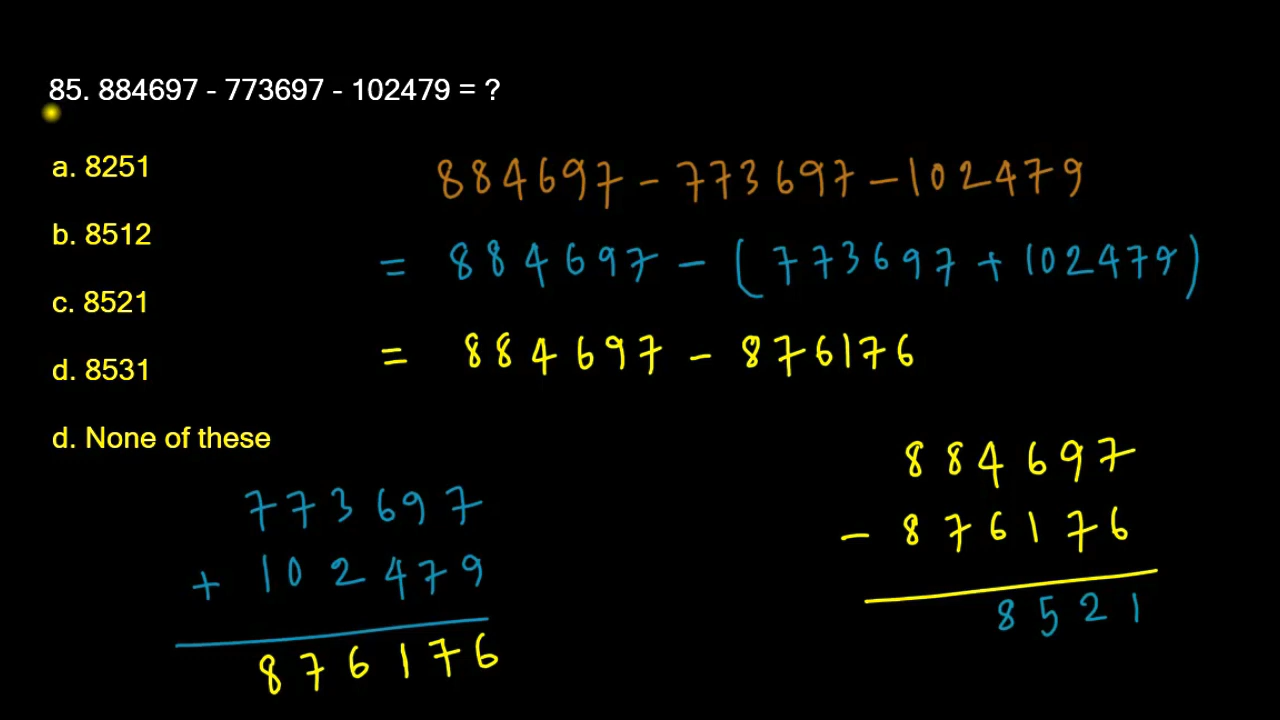 85. 884697 - 773697 - 102479 = ?
a. 8251
b. 8512
c. 8521
d. 8531
d. None of these
884697 - 773697 - 102479
= 884697 - (773697 + 102479)
= 884697 - 876176
773697
+ 102479
876176
884697
- 876176
8521